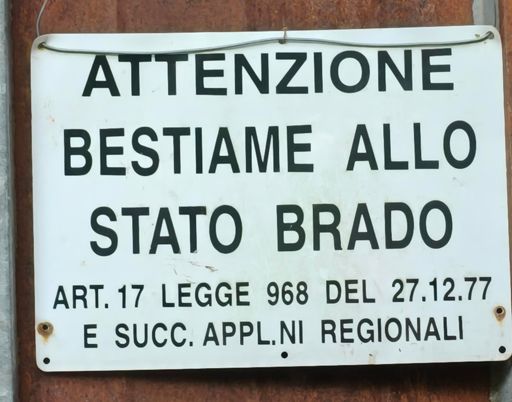 ATTENZIONE
BESTIAME ALLO
STATO BRADO
ART. 17 LEGGE 968 DEL 27.12.77
E SUCC. APPL.NI REGIONALI